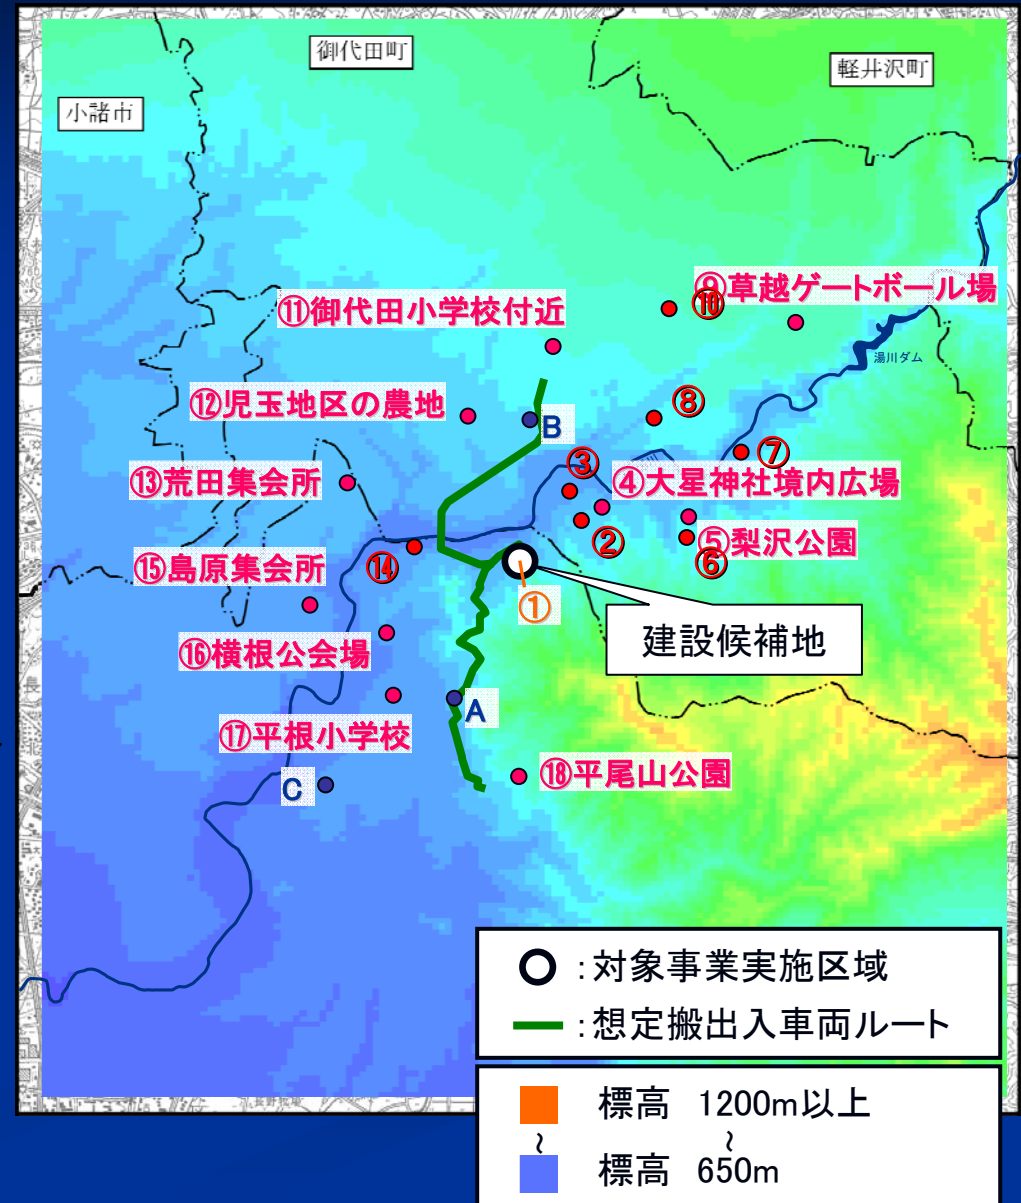 御代田町
軽井沢町
小諸市
⑨草越ゲートボール場
⑩
⑪御代田小学校付近
湯川ダム
⑫児玉地区の農地
B
⑧
⑦
③
⑬荒田集会所
④大星神社境内広場
②
⑤梨沢公園
⑥
⑮島原集会所
⑭
①
建設候補地
⑯横根公会場
A
⑰平根小学校
⑱平尾山公園
C
:対象事業実施区域
:想定搬出入車両ルート
標高 1200m以上
~ ~
標高 650m